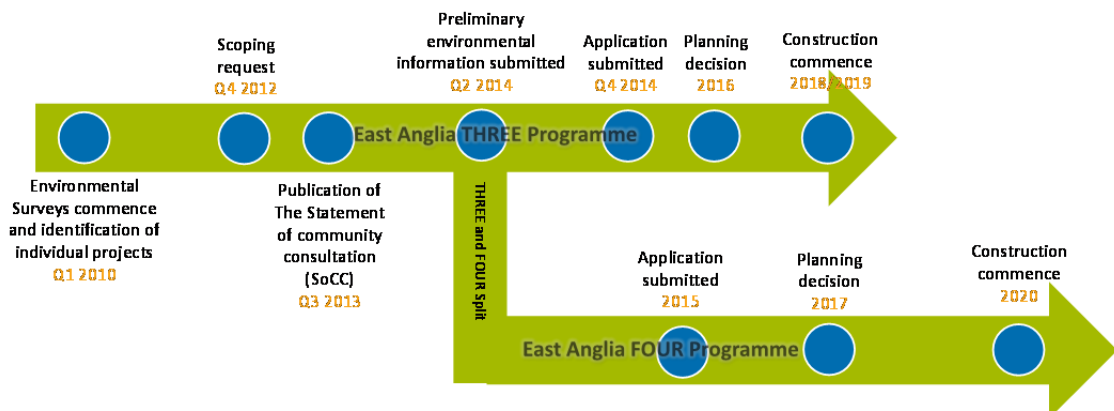 Scoping
request
Q4 2012
Preliminary
environmental
information submitted
Q2 2014
Application
submitted
Q4 2014
Planning
decision
2016
Construction
commence
2018/2019
East Anglia THREE Programme
Environmental
Surveys commence
and identification of
individual projects
Q1 2010
Publication of
The Statement
of community
consultation
(SoCC)
Q3 2013
THREE and FOUR Split
Application
submitted
2015
Planning
decision
2017
Construction
commence
2020
East Anglia FOUR Programme